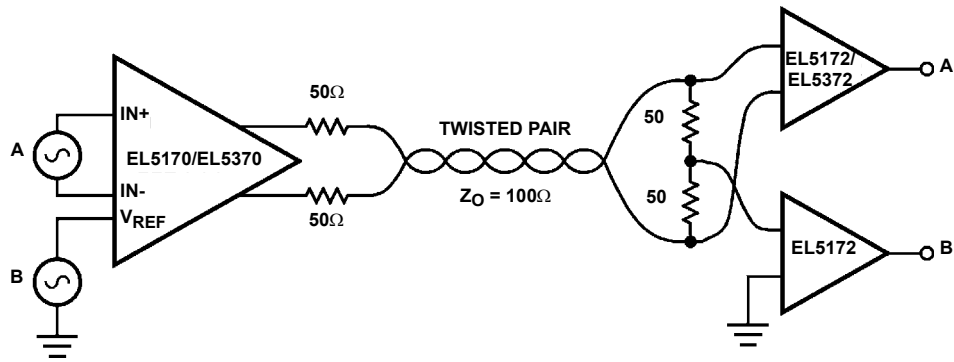 A
IN+
IN-
EL5170/EL5370
VREF
B
50Ω
50Ω
TWISTED PAIR
ZO = 100Ω
50
50
EL5172/
EL5372
A
EL5172
B